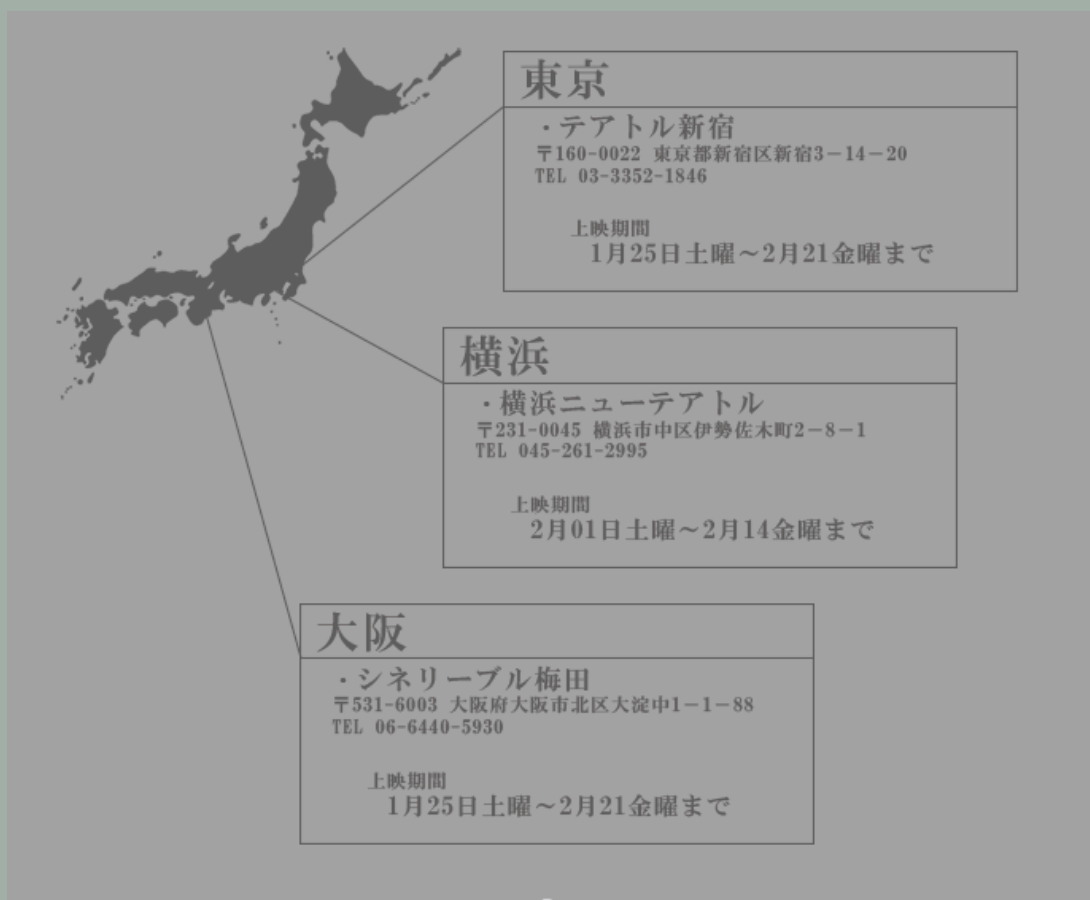 東京
・テアトル新宿
〒160-0022 東京都新宿区新宿3－14－20
TEL 03-3352-1846
上映期間
1月25日土曜～2月21金曜まで
横浜
・横浜ニューテアトル
〒231-0045 横浜市中区伊勢佐木町2－8－1
TEL 045-261-2995
上映期間
2月01日土曜～2月14金曜まで
大阪
・シネリーブル梅田
〒531-6003 大阪府大阪市北区大淀中1－1－88
TEL 06-6440-5930
上映期間
1月25日土曜～2月21金曜まで